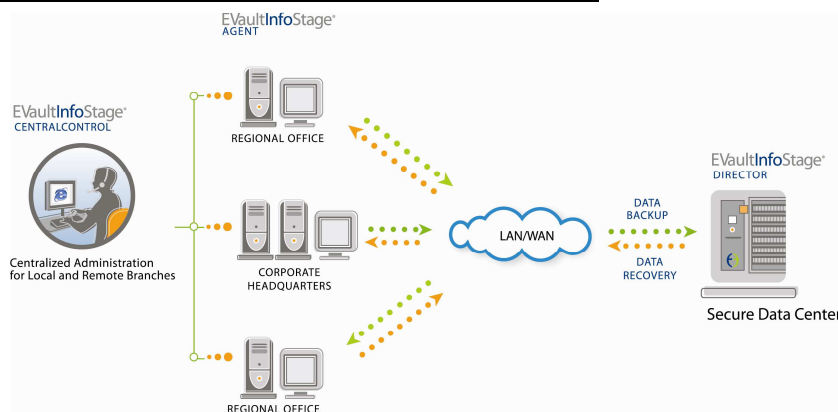 EVaultInfoStage®
AGENT
REGIONAL OFFICE
EVaultInfoStage®
CENTRALCONTROL
Centralized Administration
for Local and Remote Branches
CORPORATE
HEADQUARTERS
REGIONAL OFFICE
LAN/WAN
DATA
BACKUP
DATA
RECOVERY
EVaultInfoStage®
DIRECTOR
Secure Data Center